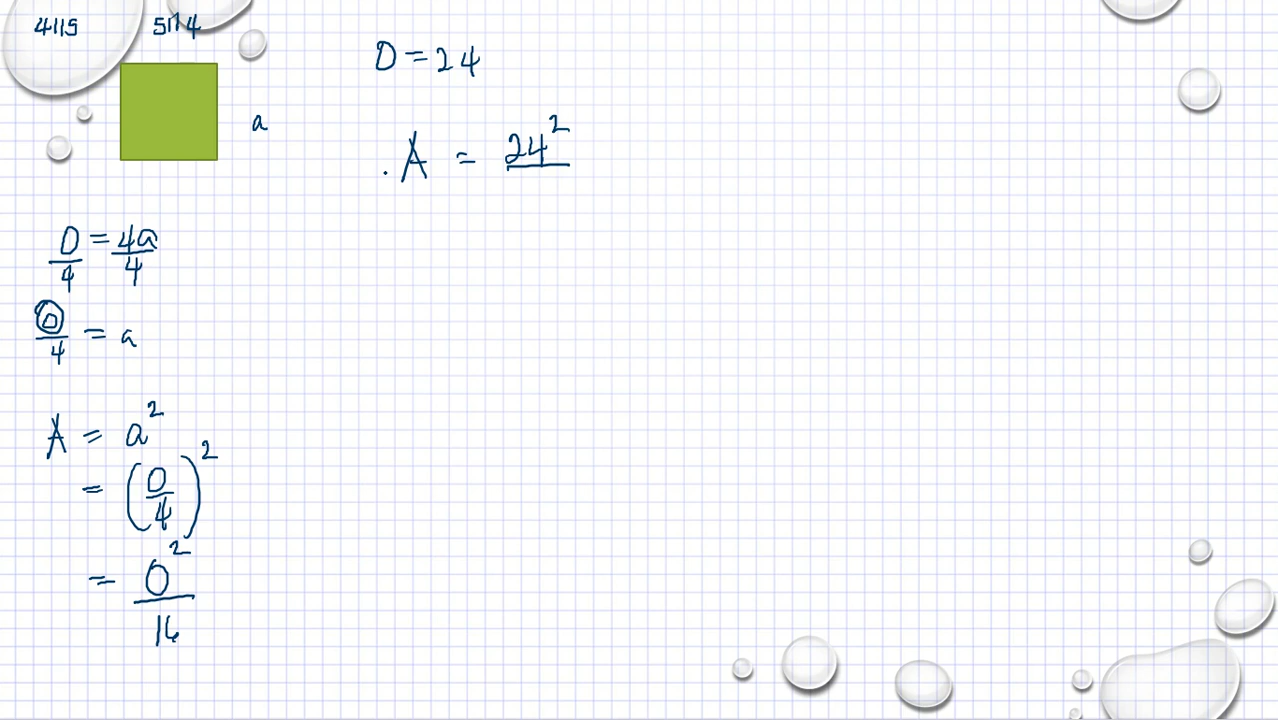 4115 5114
a
O = 24
A = 24²
O/4 = 4a/4
O/4 = a
A = a²
= (O/4)²
= O²/16